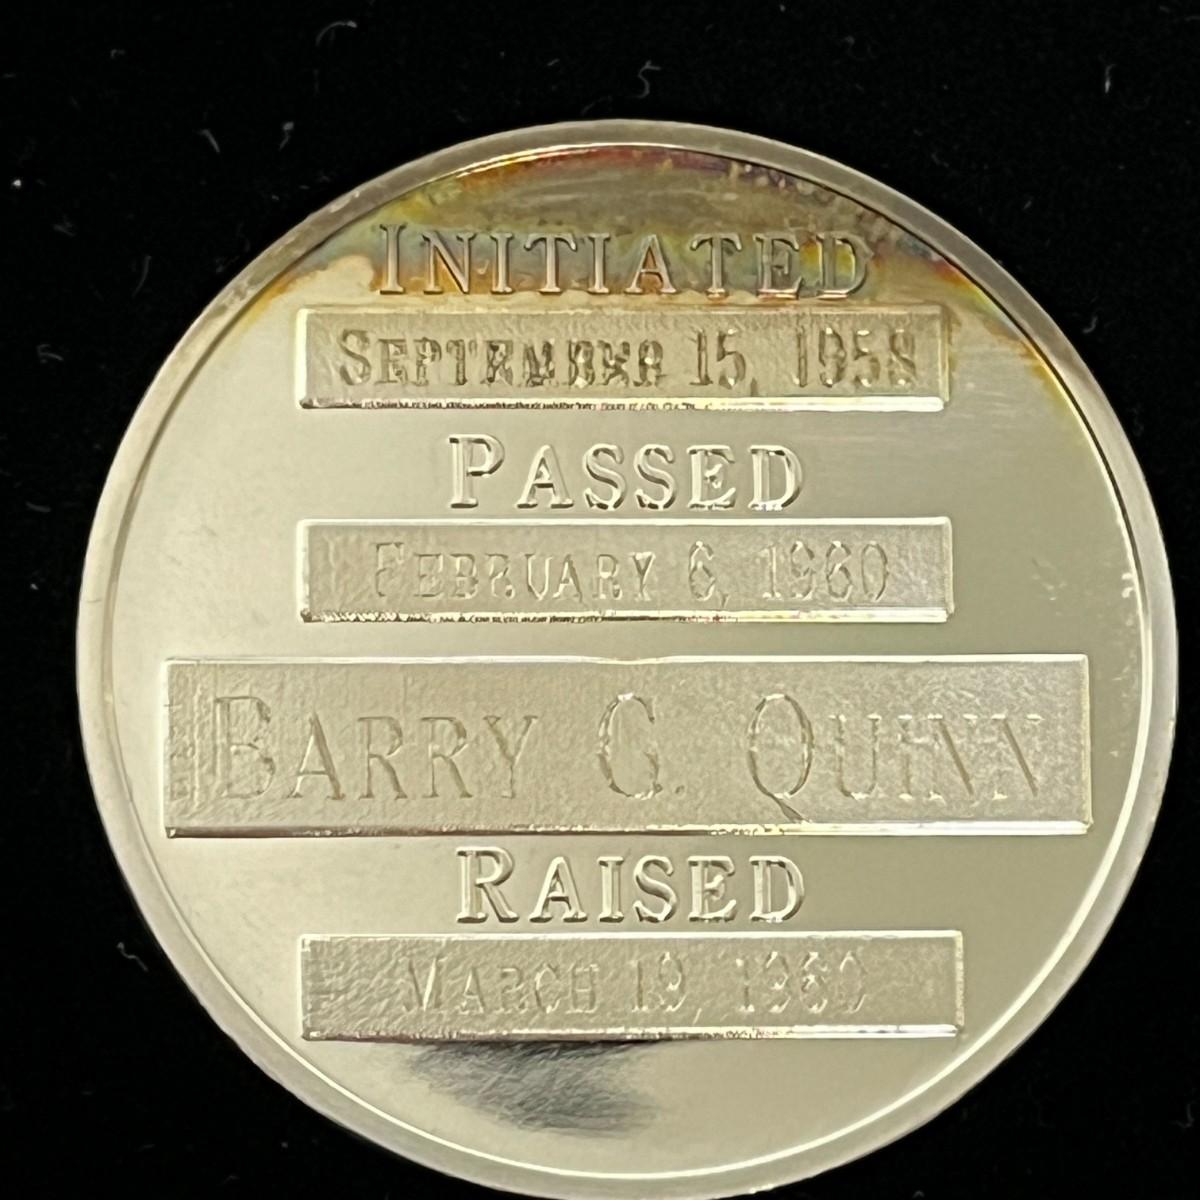 INITIATED
SEPTEMBER 15, 1958
PASSED
FEBRUARY 6, 1960
BARRY G. QUINN
RAISED
MARCH 19, 1960